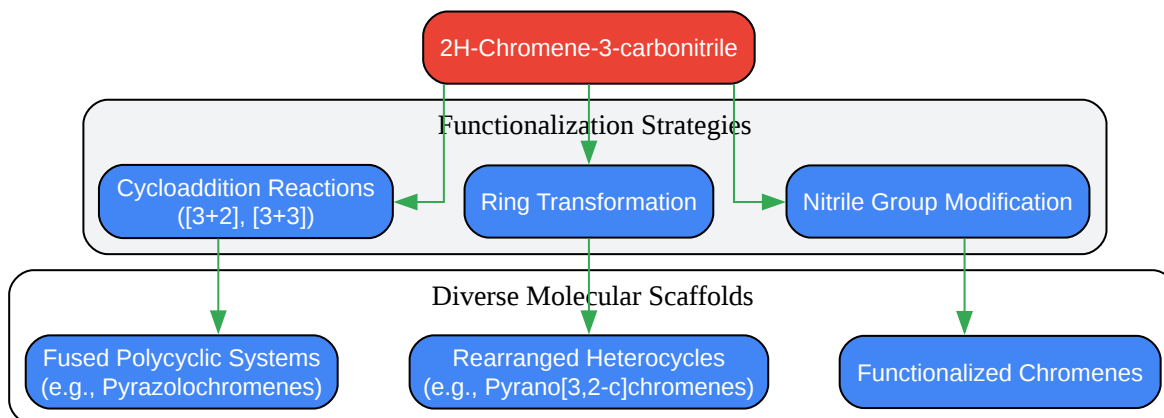 2H-Chromene-3-carbonitrile
Functionalization Strategies
Cycloaddition Reactions
([3+2], [3+3])
Ring Transformation
Nitrile Group Modification
Diverse Molecular Scaffolds
Fused Polycyclic Systems
(e.g., Pyrazolochromenes)
Rearranged Heterocycles
(e.g., Pyrano[3,2-c]chromenes)
Functionalized Chromenes